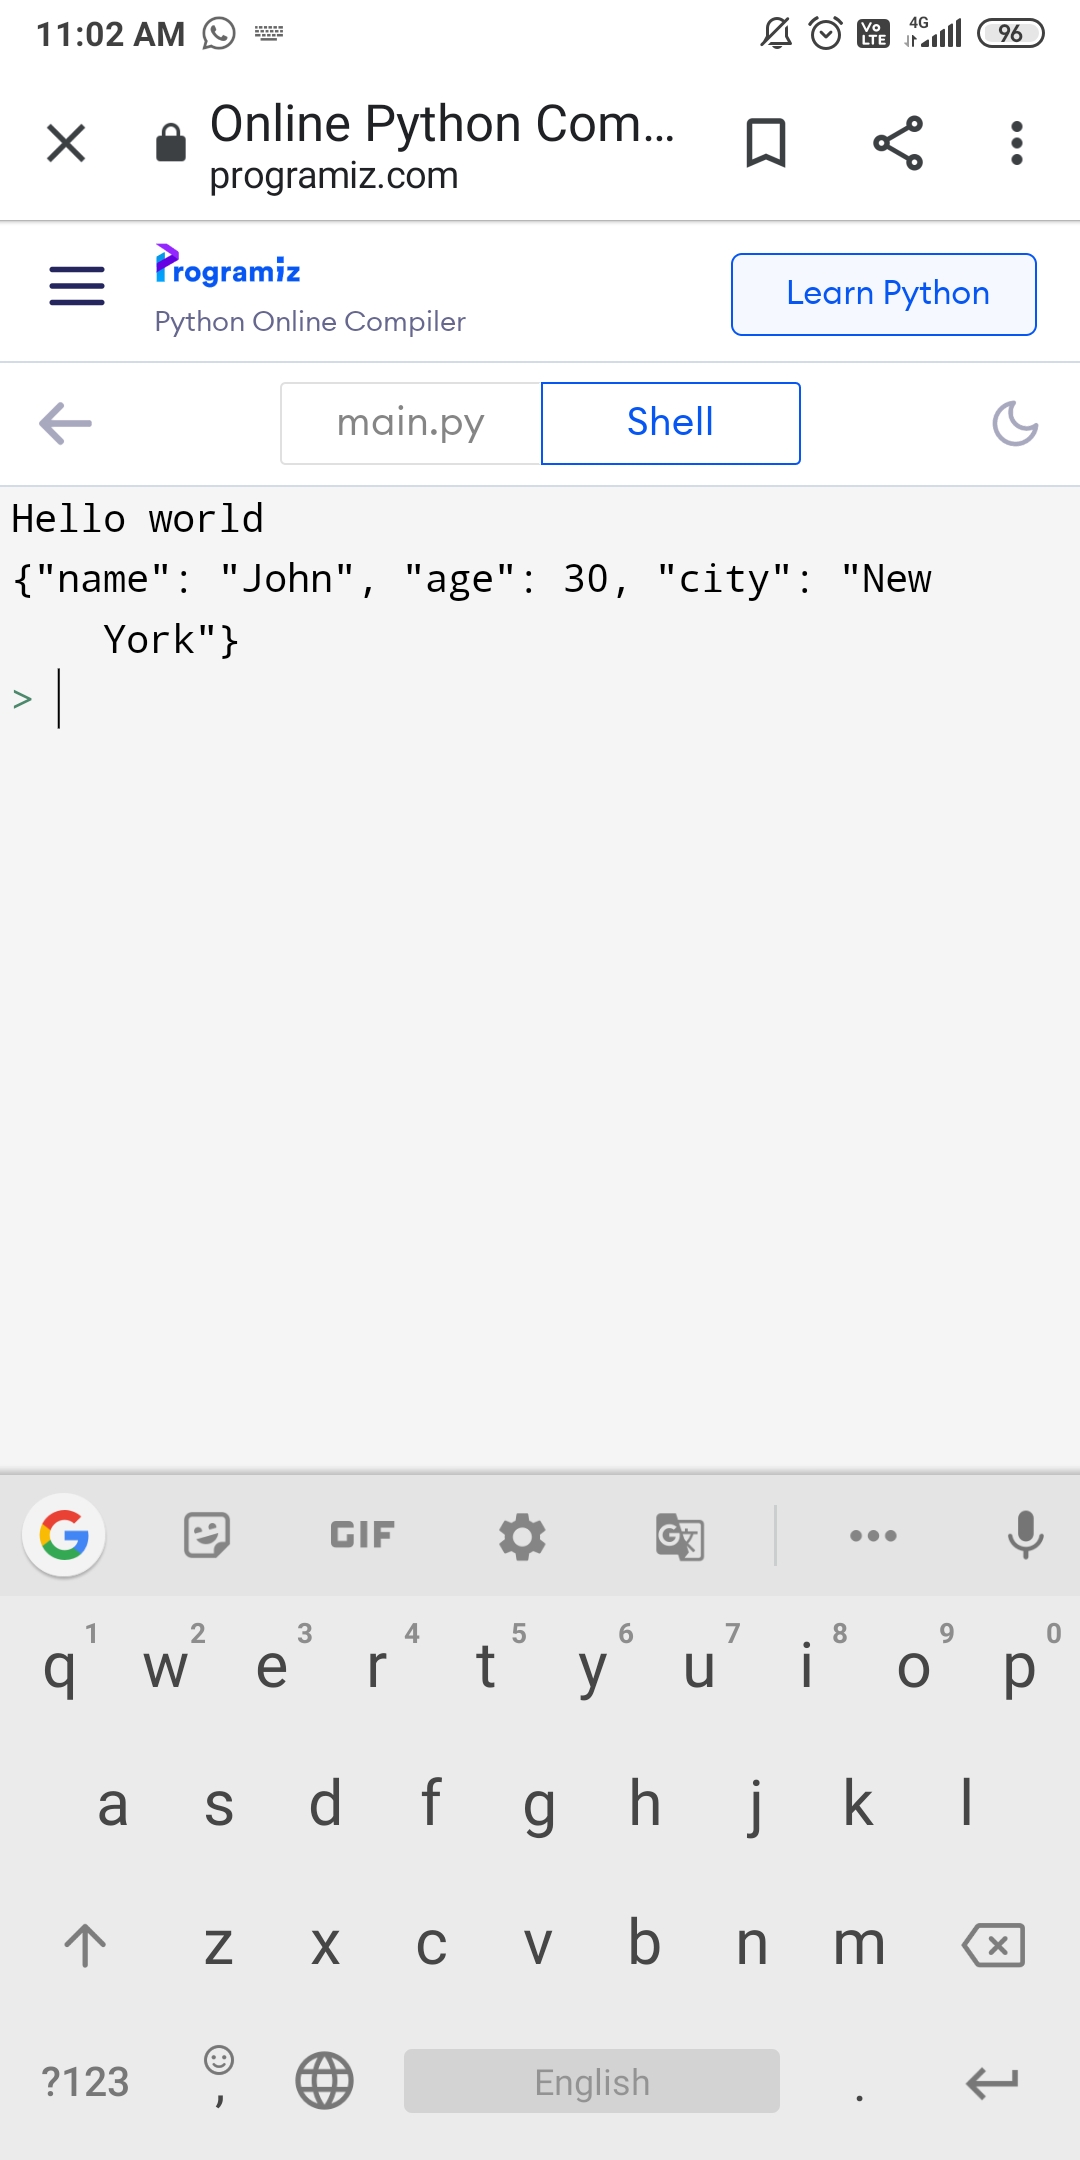 11:02 AM
Vo LTE 4G 96
Online Python Com...
programiz.com
Programiz
Python Online Compiler
Learn Python
main.py Shell
Hello world
{"name": "John", "age": 30, "city": "New
York"}
>
G GIF G文 •••
1 2 3 4 5 6 7 8 9 0
q w e r t y u i o p
a s d f g h j k l
z x c v b n m
?123 , English .